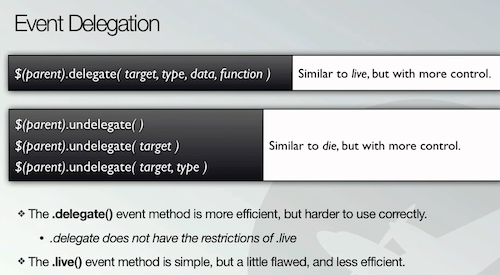 Event Delegation
$(parent).delegate( target, type, data, function ) Similar to live, but with more control.
$(parent).undelegate( )
$(parent).undelegate( target ) Similar to die, but with more control.
$(parent).undelegate( target, type )
❖ The .delegate() event method is more efficient, but harder to use correctly.
• .delegate does not have the restrictions of .live
❖ The .live() event method is simple, but a little flawed, and less efficient.